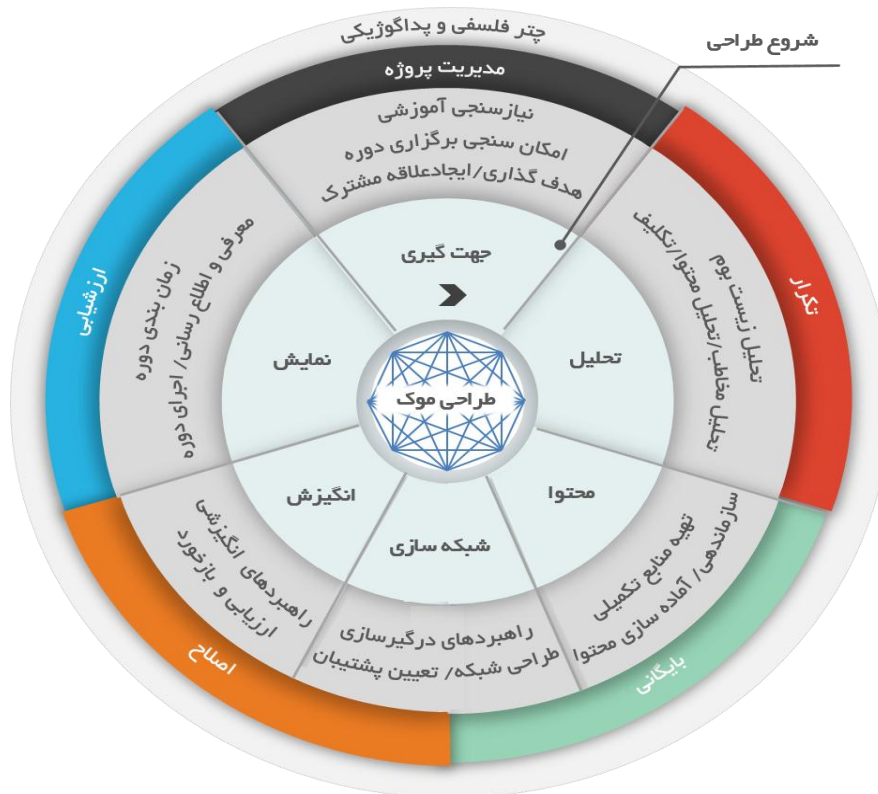 چتر فلسفی و پداگوژیکی
شروع طراحی
مدیریت پروژه
نیازسنجی آموزشی
امکان سنجی برگزاری دوره
هدف گذاری/ایجادعلاقه مشترک
جهت گیری
تکرار
تحلیل زیست بوم
تحلیل مخاطب/تحلیل محتوا/تکلیف
تحلیل
بایگانی
تهیه منابع تکمیلی
سازماندهی/ آماده سازی محتوا
محتوا
شبکه سازی
راهبردهای درگیرسازی
طراحی شبکه/ تعیین پشتیبان
اصلاح
انگیزش
راهبردهای انگیزشی
ارزیابی و بازخورد
ارزشیابی
نمایش
معرفی و اطلاع رسانی/ اجرای دوره
زمان بندی دوره
طراحی موک